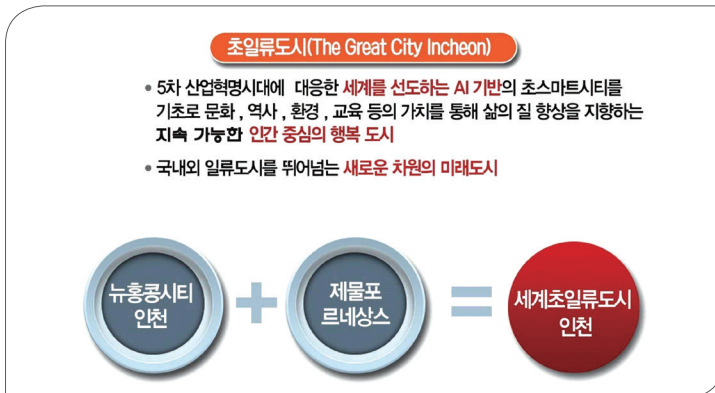 초일류도시(The Great City Incheon)
• 5차 산업혁명시대에 대응한 세계를 선도하는 AI 기반의 초스마트시티를
기초로 문화 , 역사 , 환경 , 교육 등의 가치를 통해 삶의 질 향상을 지향하는
지속 가능한 인간 중심의 행복 도시
• 국내외 일류도시를 뛰어넘는 새로운 차원의 미래도시
뉴홍콩시티
인천
+
제물포
르네상스
=
세계초일류도시
인천